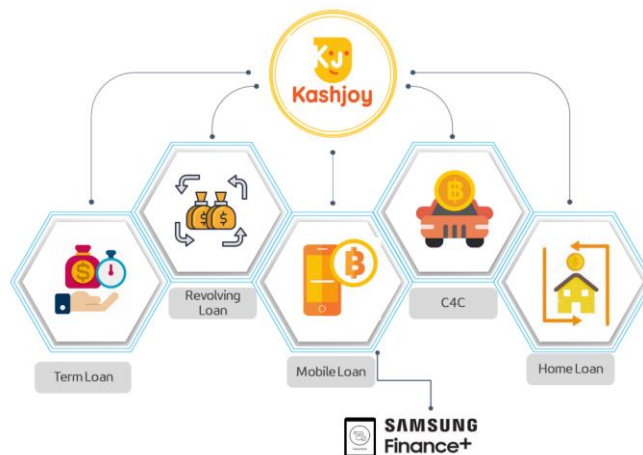 KJ
Kashjoy
Revolving
Loan
C4C
Term Loan
Mobile Loan
Home Loan
SAMSUNG
Finance+